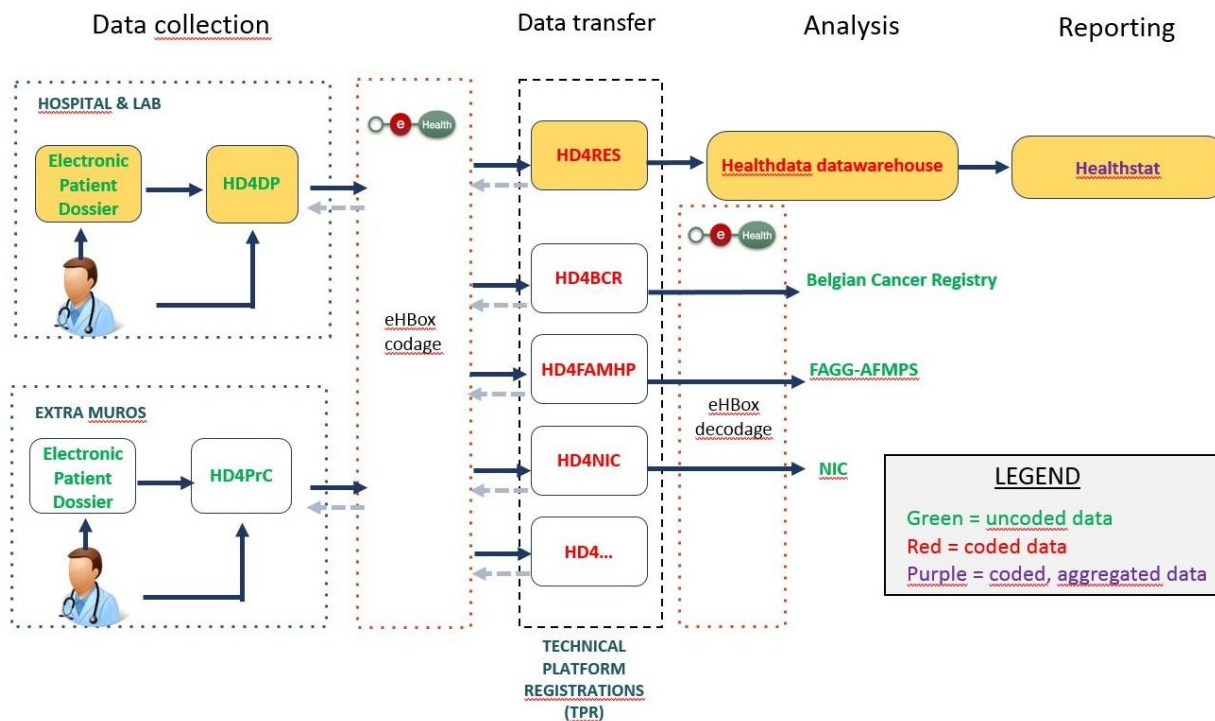 Data collection
Data transfer
Analysis
Reporting
HOSPITAL & LAB
Electronic
Patient
Dossier
HD4DP
EXTRA MUROS
Electronic
Patient
Dossier
HD4PrC
e
Health
eHBox
codage
HD4RES
HD4BCR
HD4FAMHP
HD4NIC
HD4...
TECHNICAL
PLATFORM
REGISTRATIONS
(TPR)
Healthdata datawarehouse
Healthstat
e
Health
eHBox
decodage
Belgian Cancer Registry
FAGG-AFMPS
NIC
LEGEND
Green = uncoded data
Red = coded data
Purple = coded, aggregated data